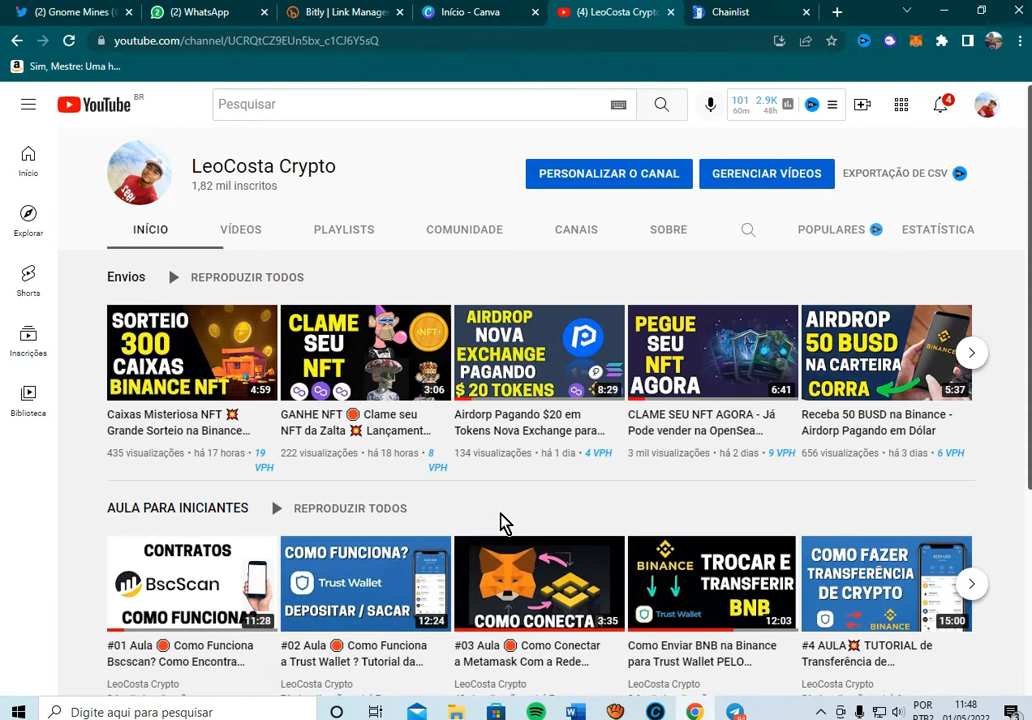 (2) Gnome Mines (
(2) WhatsApp
Bitly | Link Manage
Início - Canva
(4) LeoCosta Crypto
Chainlist
youtube.com/channel/UCRQtCZ9EUn5bx_c1CJ6Y5sQ
Sim, Mestre: Uma h...
YouTube BR
Pesquisar
101 2.9K
60m 48h
4
LeoCosta Crypto
1,82 mil inscritos
PERSONALIZAR O CANAL
GERENCIAR VÍDEOS
EXPORTAÇÃO DE CSV
Início
Explorar
Shorts
Inscrições
Biblioteca
INÍCIO
VÍDEOS
PLAYLISTS
COMUNIDADE
CANAIS
SOBRE
POPULARES
ESTATÍSTICA
Envios
REPRODUZIR TODOS
SORTEIO
300
CAIXAS
BINANCE NFT
4:59
CLAME
SEU
NFT
NFT
3:06
AIRDROP
NOVA
EXCHANGE
PAGANDO
$ 20 TOKENS
8:29
PEGUE
SEU
NFT
AGORA
6:41
AIRDROP
50 BUSD
NA CARTEIRA
CORRA
BINANCE
5:37
Caixas Misteriosa NFT 💥
Grande Sorteio na Binance...
435 visualizações • há 17 horas • 19
VPH
GANHE NFT 🔴 Clame seu
NFT da Zalta 💥 Lançament...
222 visualizações • há 18 horas • 8
VPH
Airdorp Pagando $20 em
Tokens Nova Exchange para...
134 visualizações • há 1 dia • 4 VPH
CLAME SEU NFT AGORA - Já
Pode vender na OpenSea...
3 mil visualizações • há 2 dias • 9 VPH
Receba 50 BUSD na Binance -
Airdorp Pagando em Dólar
656 visualizações • há 3 dias • 6 VPH
AULA PARA INICIANTES
REPRODUZIR TODOS
CONTRATOS
BscScan
COMO FUNCIONA
11:28
COMO FUNCIONA?
Trust Wallet
DEPOSITAR / SACAR
12:24
COMO CONECTA
3:35
BINANCE
TROCAR E
TRANSFERIR
BNB
Trust Wallet
12:03
COMO FAZER
TRANSFERÊNCIA
DE CRYPTO
BINANCE
15:00
#01 Aula 🔴 Como Funciona
Bscscan? Como Encontra...
LeoCosta Crypto
#02 Aula 🔴 Como Funciona
a Trust Wallet ? Tutorial da...
LeoCosta Crypto
#03 Aula 🔴 Como Conectar
a Metamask Com a Rede...
LeoCosta Crypto
Como Enviar BNB na Binance
para Trust Wallet PELO...
LeoCosta Crypto
#4 AULA💥 TUTORIAL de
Transferência de...
LeoCosta Crypto
Digite aqui para pesquisar
POR
PTB2
11:48
01/05/2022